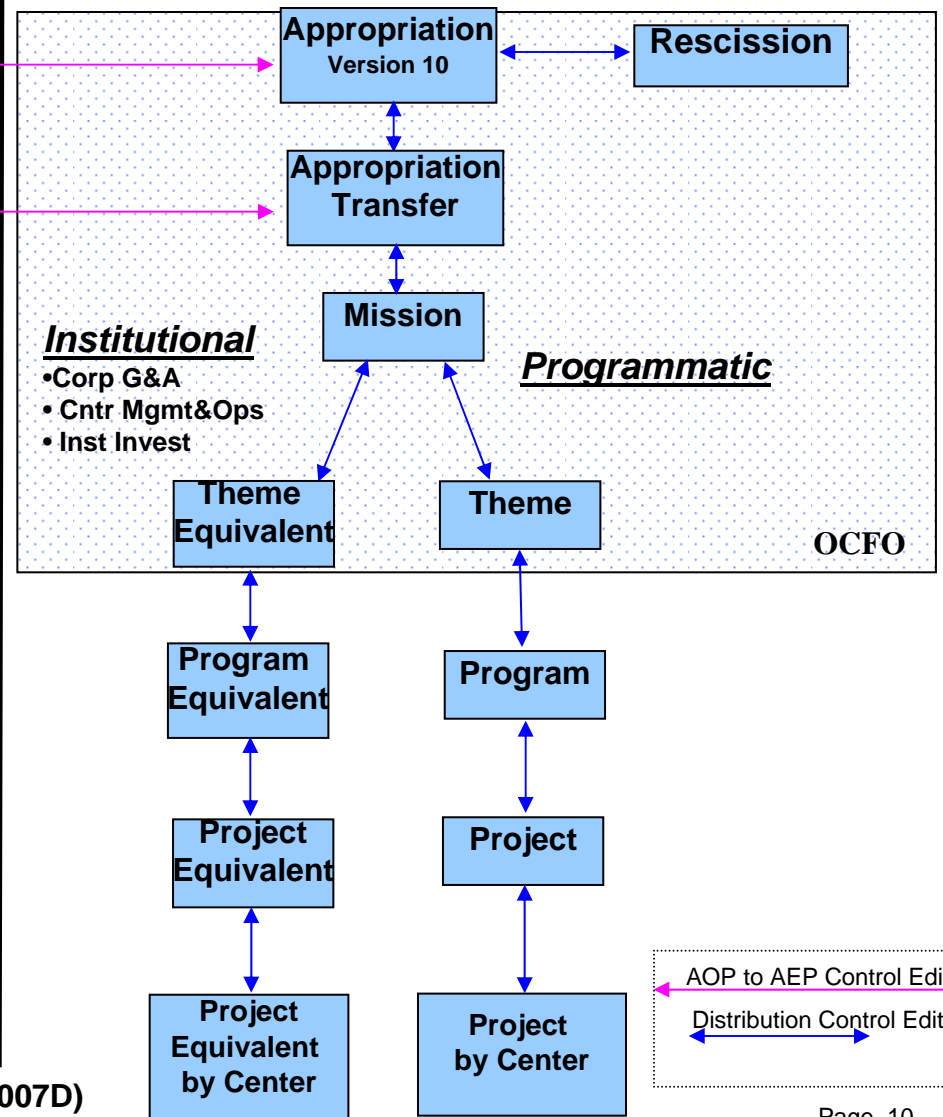 Appropriation
Version 10
Rescission
Appropriation
Transfer
Mission
Institutional
•Corp G&A
• Cntr Mgmt&Ops
• Inst Invest
Programmatic
Theme
Equivalent
Theme
OCFO
Program
Equivalent
Program
Project
Equivalent
Project
Project
Equivalent
by Center
Project
by Center
AOP to AEP Control Edi
Distribution Control Edit
007D)
Page 10